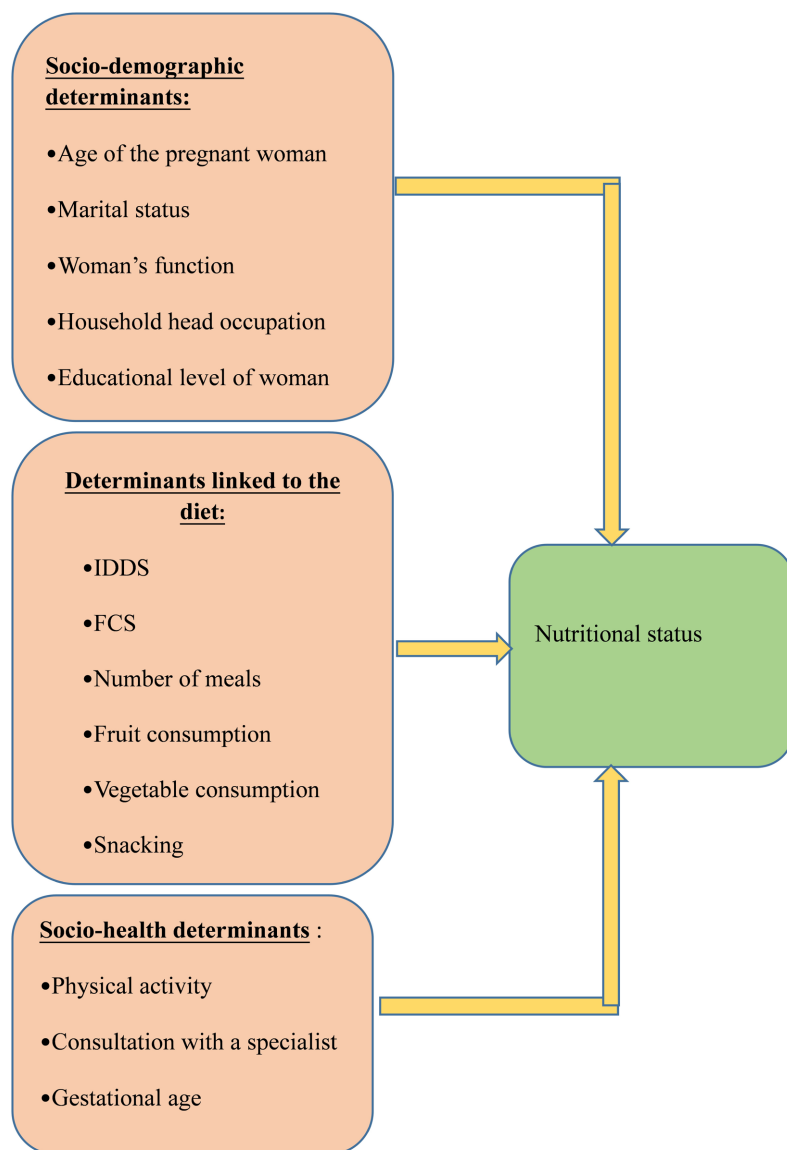 Socio-demographic
determinants:
•Age of the pregnant woman
•Marital status
•Woman’s function
•Household head occupation
•Educational level of woman
Determinants linked to the
diet:
•IDDS
•FCS
•Number of meals
•Fruit consumption
•Vegetable consumption
•Snacking
Nutritional status
Socio-health determinants :
•Physical activity
•Consultation with a specialist
•Gestational age